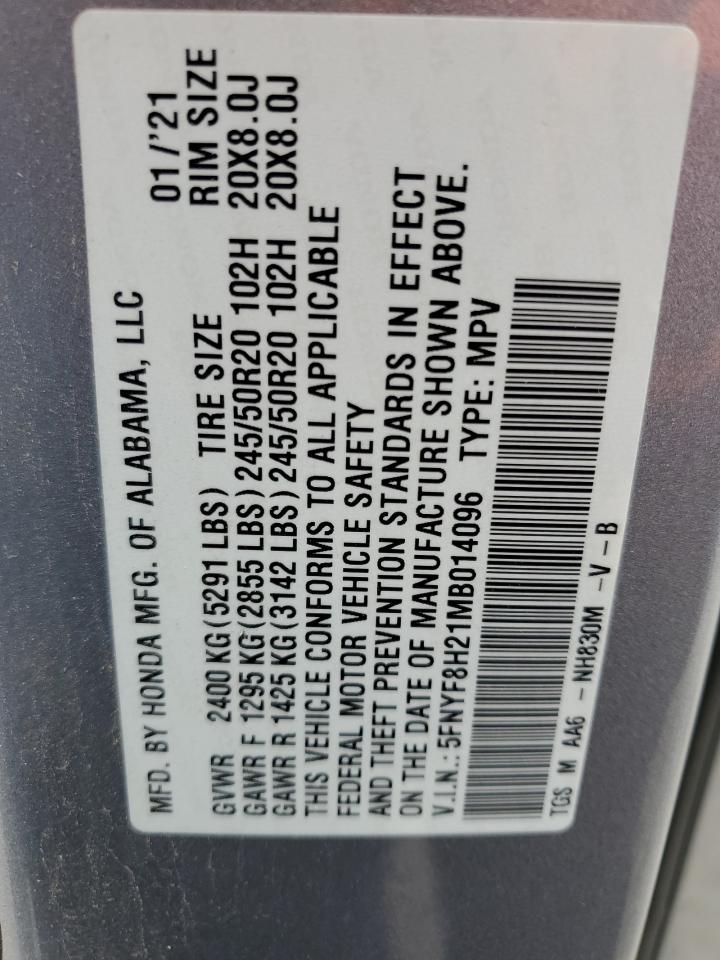 MFD. BY HONDA MFG. OF ALABAMA, LLC 01/'21
GVWR 2400 KG(5291 LBS) TIRE SIZE RIM SIZE
GAWR F 1295 KG(2855 LBS) 245/50R20 102H 20X8.0J
GAWR R 1425 KG(3142 LBS) 245/50R20 102H 20X8.0J
THIS VEHICLE CONFORMS TO ALL APPLICABLE
FEDERAL MOTOR VEHICLE SAFETY
AND THEFT PREVENTION STANDARDS IN EFFECT
ON THE DATE OF MANUFACTURE SHOWN ABOVE.
V.I.N.: 5FNYF8H21MB014096 TYPE: MPV
TGS M AA6 - NH830M -V-B